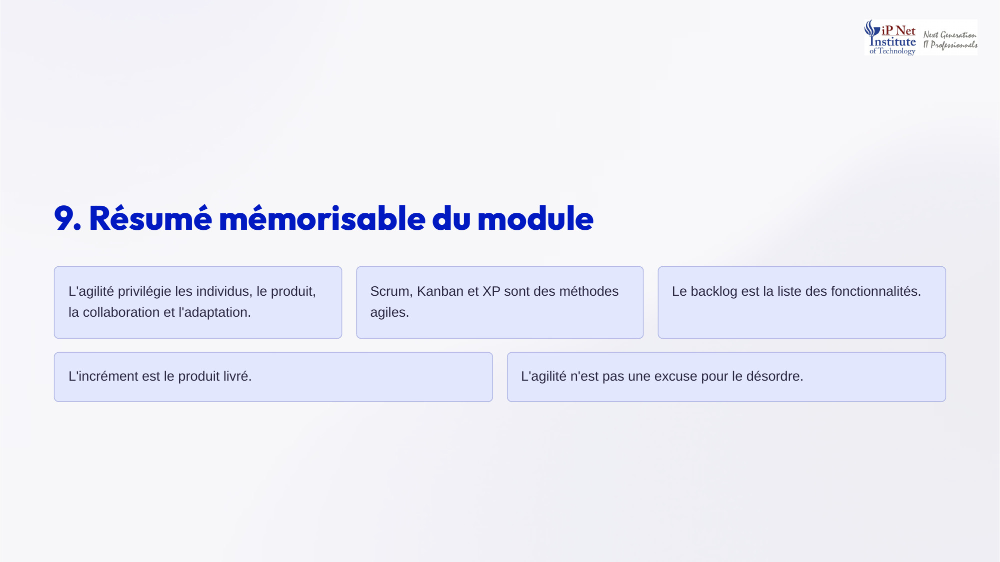 iP Net
Institute
of Technology
Next Generation
IT Professionnels
9. Résumé mémorisable du module
L'agilité privilégie les individus, le produit,
la collaboration et l'adaptation.
Scrum, Kanban et XP sont des méthodes
agiles.
Le backlog est la liste des fonctionnalités.
L'incrément est le produit livré.
L'agilité n'est pas une excuse pour le désordre.